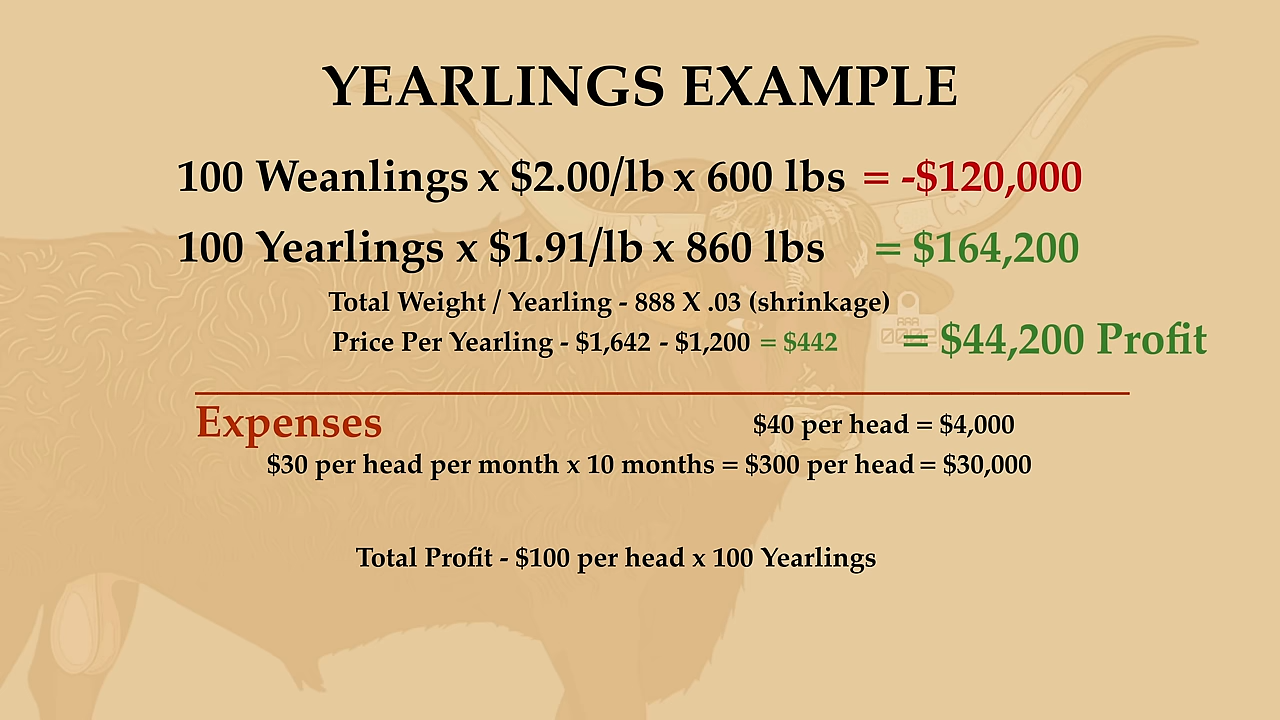 YEARLINGS EXAMPLE
100 Weanlings x $2.00/lb x 600 lbs = -$120,000
100 Yearlings x $1.91/lb x 860 lbs = $164,200
Total Weight / Yearling - 888 X .03 (shrinkage)
Price Per Yearling - $1,642 - $1,200 = $442 = $44,200 Profit
Expenses
$40 per head = $4,000
$30 per head per month x 10 months = $300 per head = $30,000
Total Profit - $100 per head x 100 Yearlings